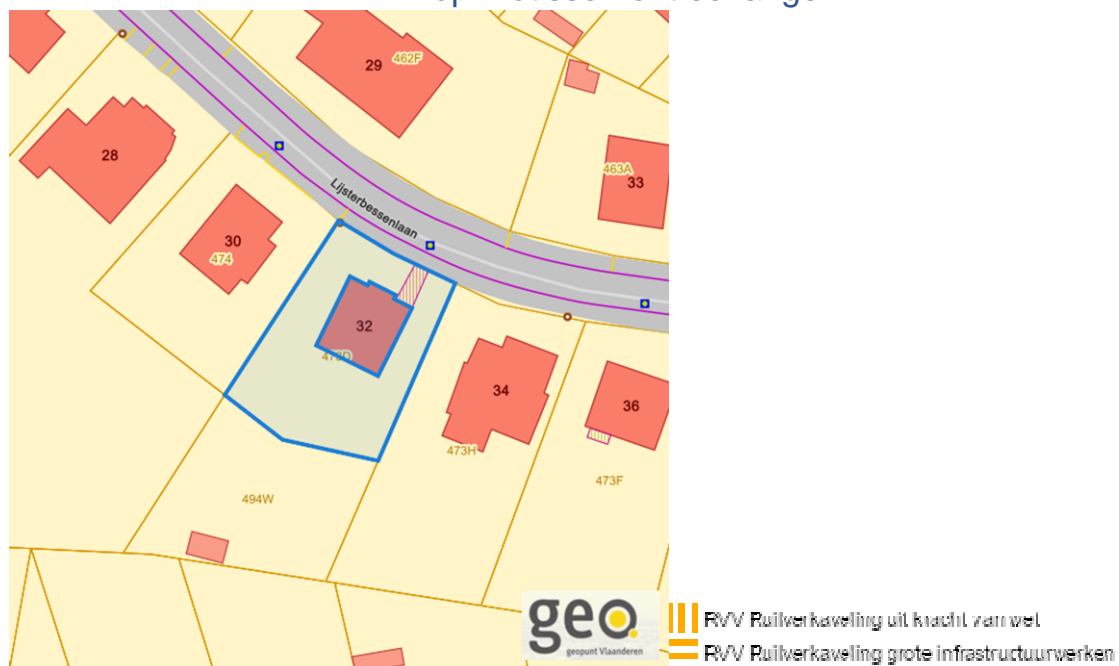 29
462F
28
463A
33
Lijsterbessenlaan
30
474
32
34
36
473H
473F
494W
geo
geopunt Vlaanderen
RVV Ruilverkaveling uit kracht van wet
RVV Ruilverkaveling grote infrastructuurwerken